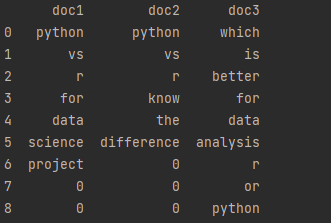 doc1 doc2 doc3
0 python python which
1 vs vs is
2 r r better
3 for know for
4 data the data
5 science difference analysis
6 project 0 r
7 0 0 or
8 0 0 python